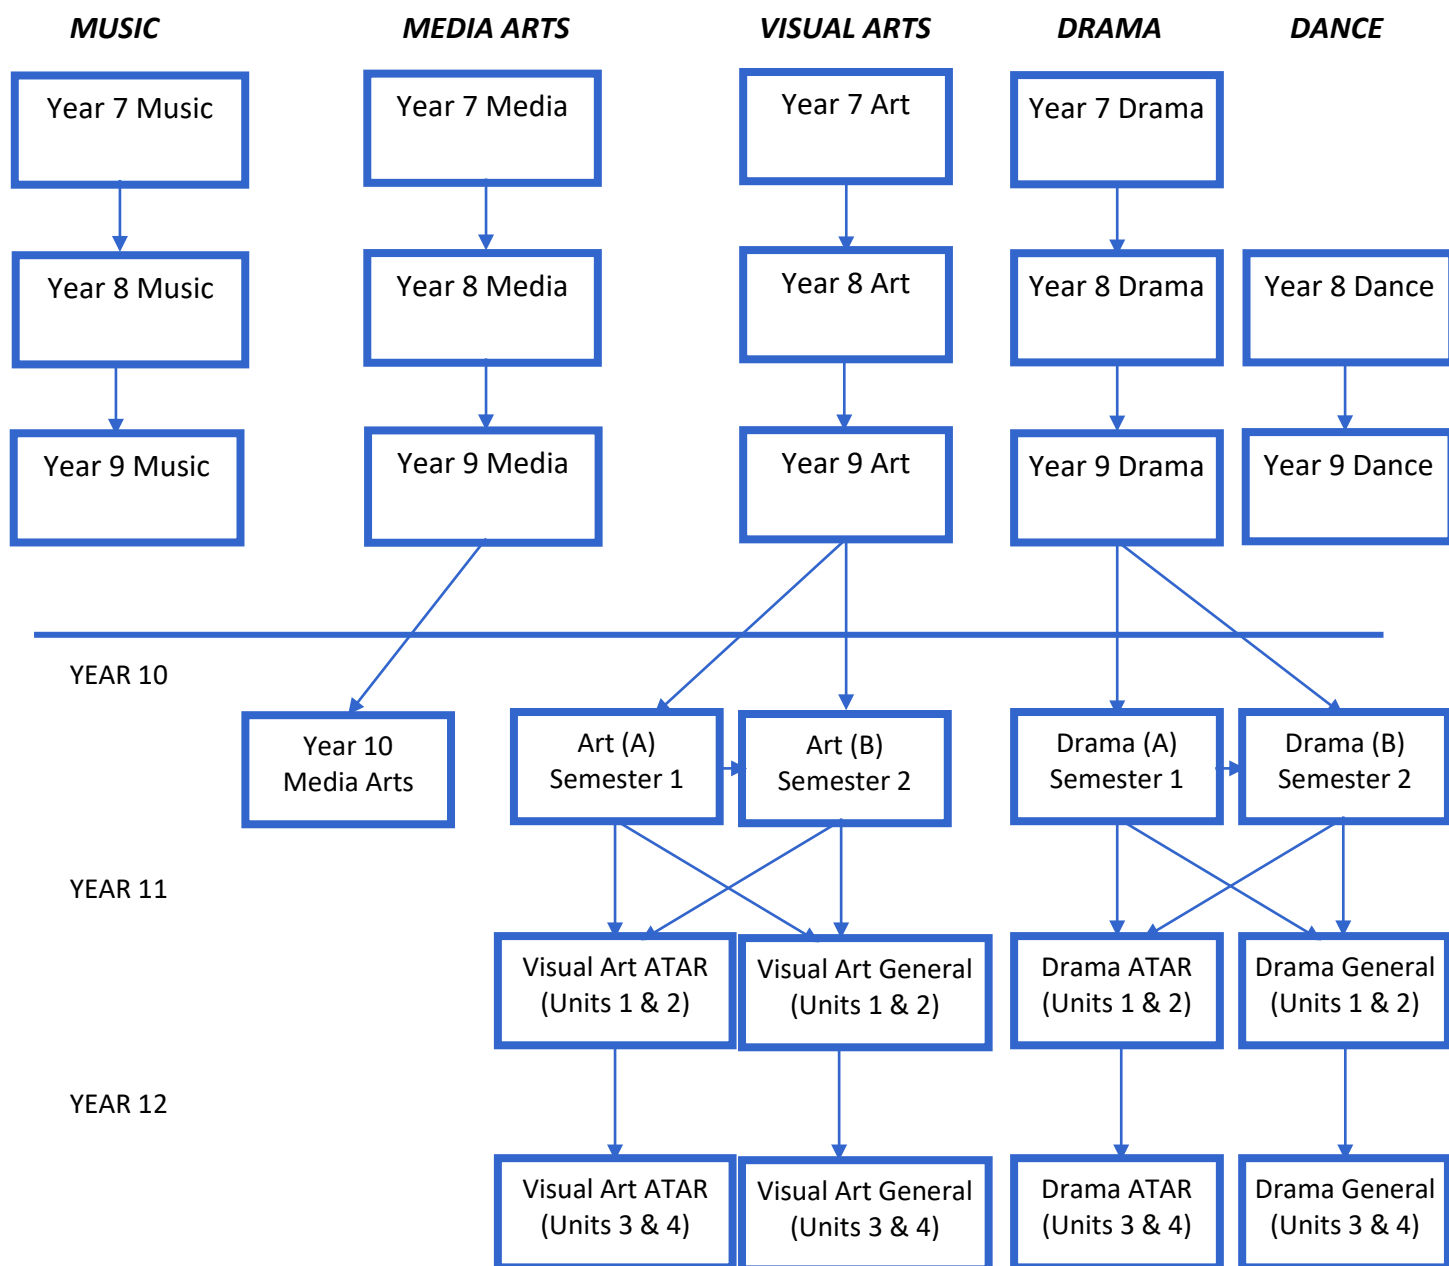 MUSIC
MEDIA ARTS
VISUAL ARTS
DRAMA
DANCE
Year 7 Music
Year 7 Media
Year 7 Art
Year 7 Drama
Year 8 Music
Year 8 Media
Year 8 Art
Year 8 Drama
Year 8 Dance
Year 9 Music
Year 9 Media
Year 9 Art
Year 9 Drama
Year 9 Dance
YEAR 10
Year 10
Media Arts
Art (A)
Semester 1
Art (B)
Semester 2
Drama (A)
Semester 1
Drama (B)
Semester 2
YEAR 11
Visual Art ATAR
(Units 1 & 2)
Visual Art General
(Units 1 & 2)
Drama ATAR
(Units 1 & 2)
Drama General
(Units 1 & 2)
YEAR 12
Visual Art ATAR
(Units 3 & 4)
Visual Art General
(Units 3 & 4)
Drama ATAR
(Units 3 & 4)
Drama General
(Units 3 & 4)